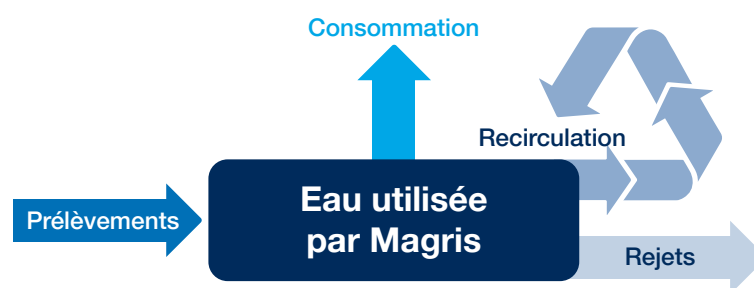 Consommation
Recirculation
Prélèvements
Eau utilisée
par Magris
Rejets